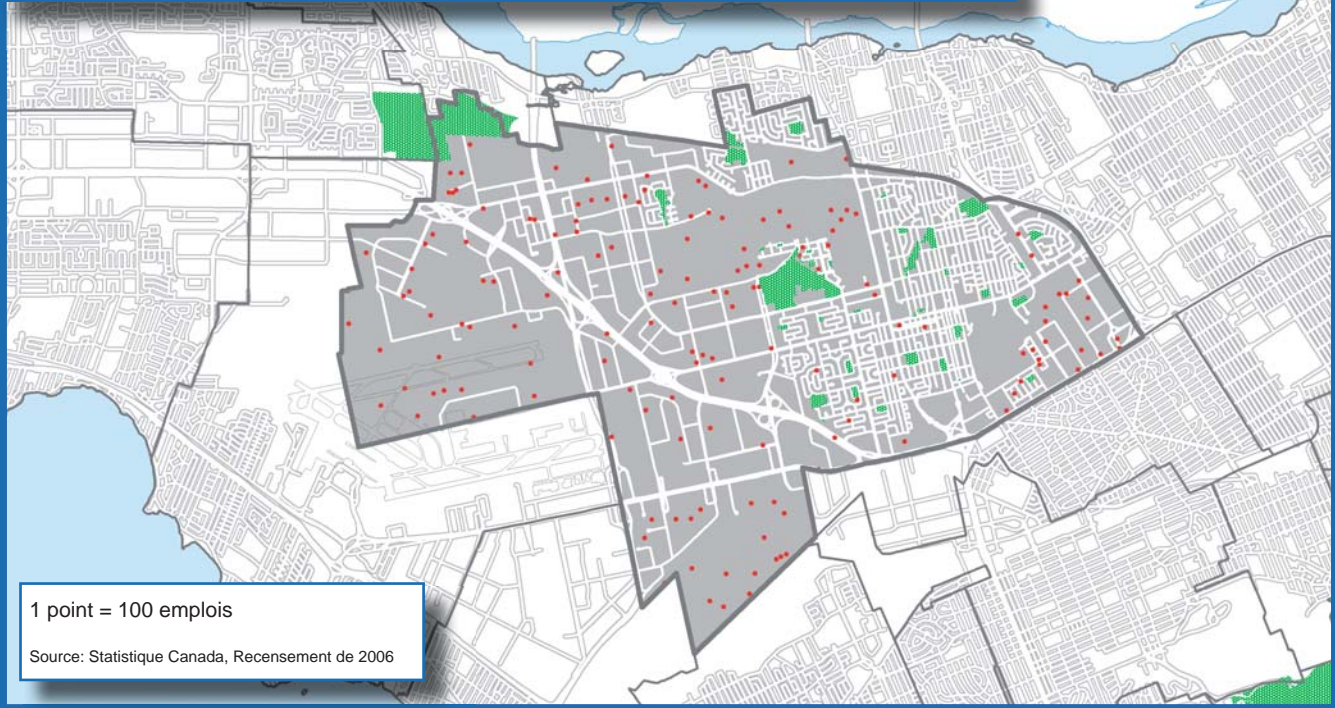 1 point = 100 emplois
Source: Statistique Canada, Recensement de 2006